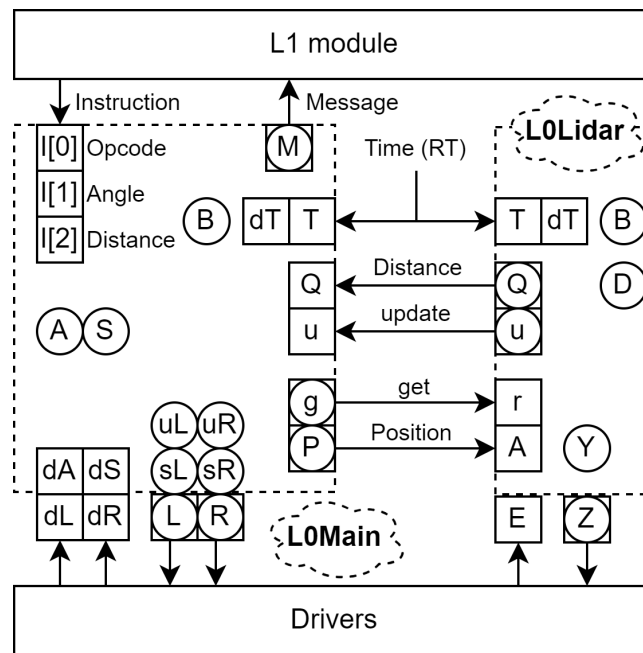 L1 module
Instruction
Message
L0Lidar
I[0] Opcode
M
Time (RT)
I[1] Angle
I[2] Distance
B
dT T
T dT
B
Q
Distance
Q
D
A S
u
update
u
uL uR
g
get
r
sL sR
P
Position
A
Y
dA dS
dL dR
L R
L0Main
E
Z
Drivers